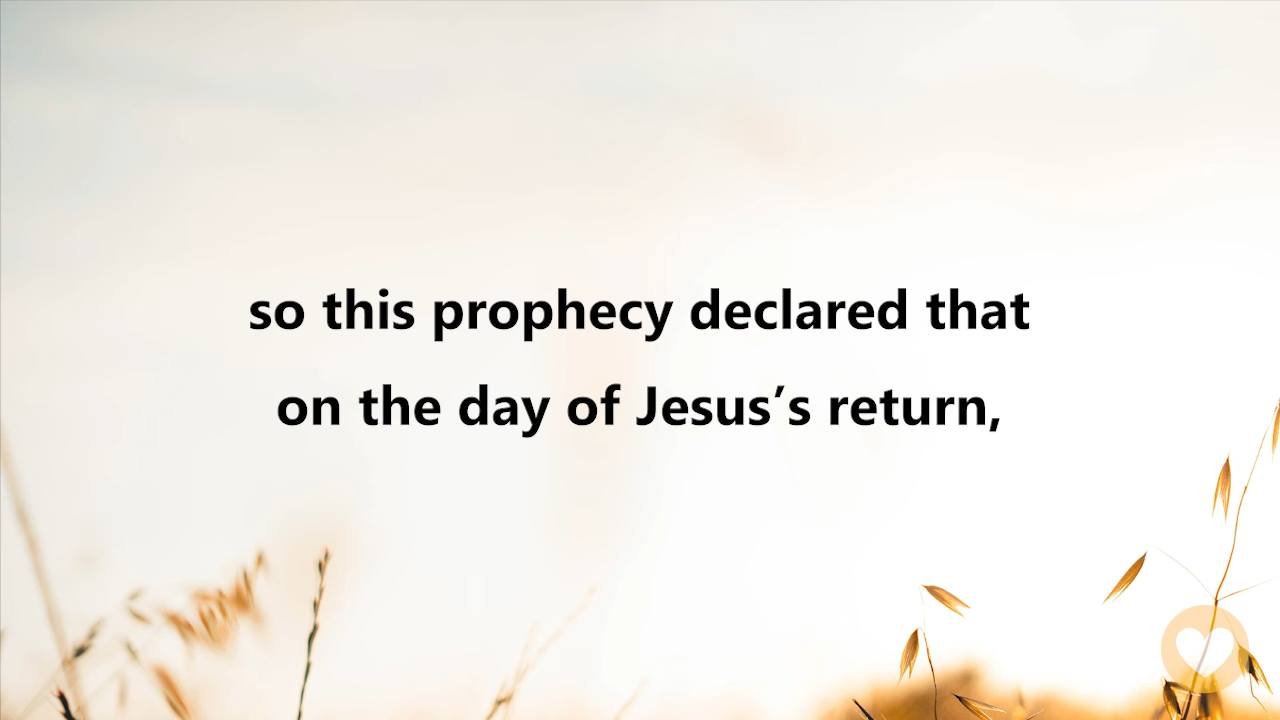 so this prophecy declared that
on the day of Jesus’s return,